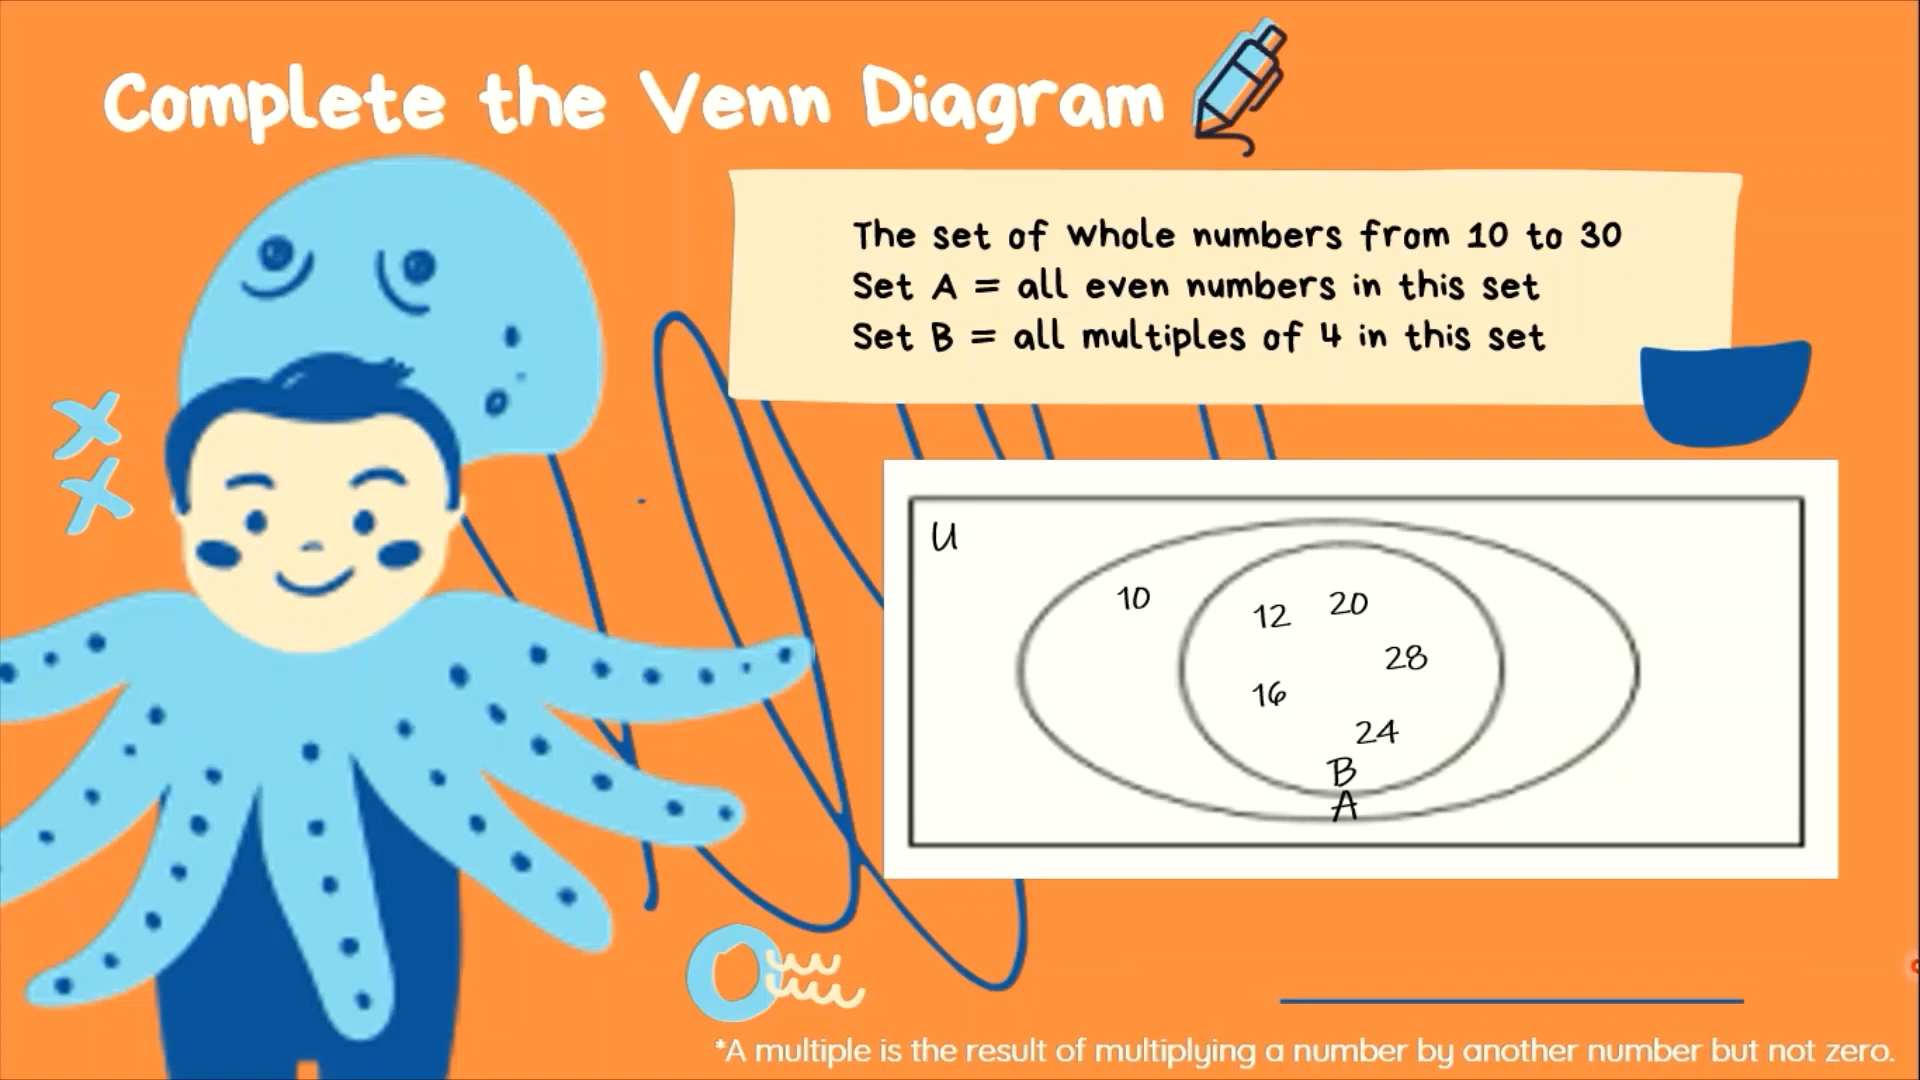 Complete the Venn Diagram
The set of whole numbers from 10 to 30
Set A = all even numbers in this set
Set B = all multiples of 4 in this set
U
10
12 20
28
16
24
B
A
*A multiple is the result of multiplying a number by another number but not zero.